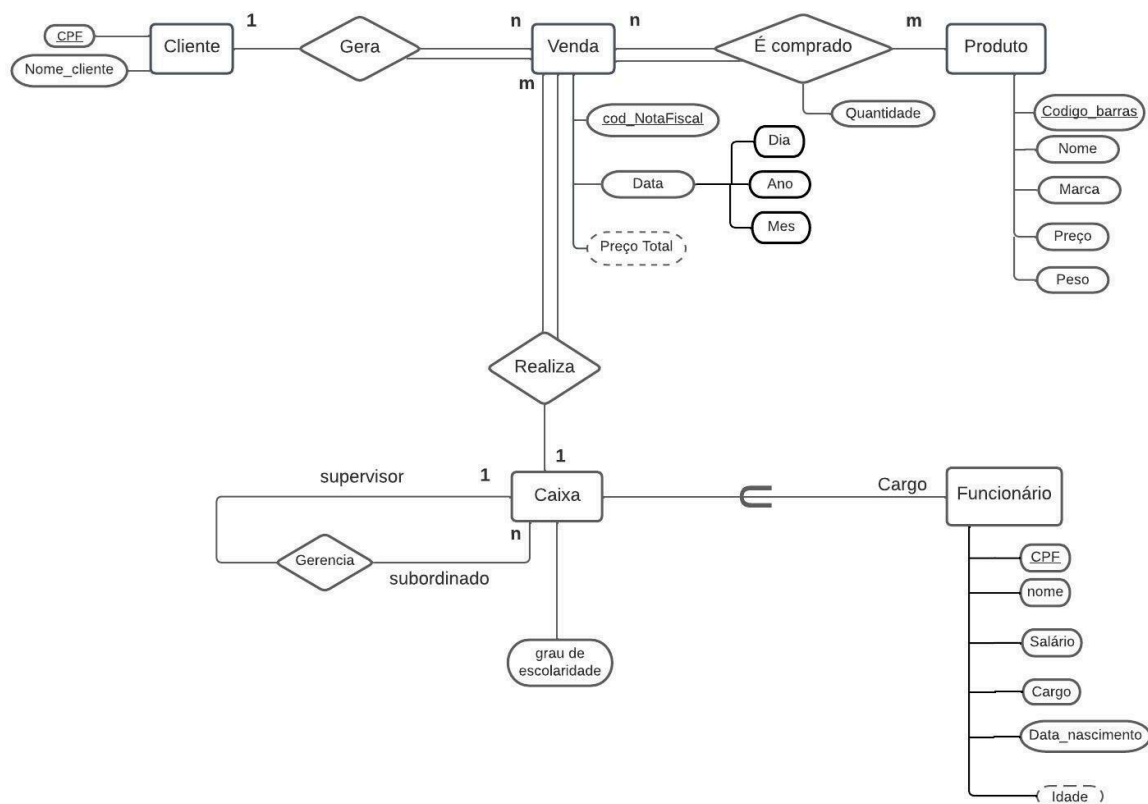 1
n
n
m
CPF
Cliente
Gera
Venda
É comprado
Produto
Nome_cliente
m
cod_NotaFiscal
Quantidade
Codigo_barras
Dia
Nome
Data
Ano
Marca
Mes
Preço Total
Preço
Peso
Realiza
1
supervisor
1
Caixa
Cargo
Funcionário
n
Gerencia
subordinado
CPF
nome
grau de
escolaridade
Salário
Cargo
Data_nascimento
Idade